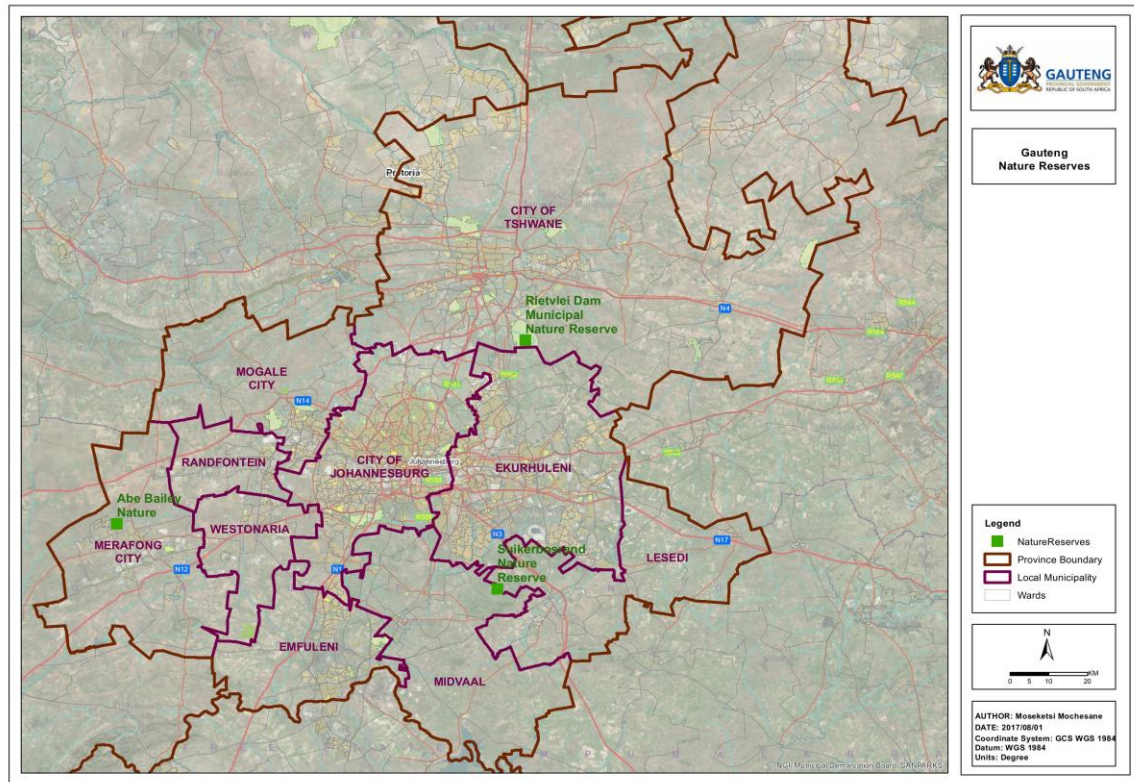 Pretoria
CITY OF
TSHWANE
Rietvlei Dam
Municipal
Nature Reserve
N4
R544
R104
R547
MOGALE
CITY
N14
RANDFONTEIN
CITY OF
JOHANNESBURG
Johannesburg
EKURHULENI
Abe Bailey
Nature
WESTONARIA
MERAFONG
CITY
N12
N1
N3
Suikerbosrand
Nature
Reserve
LESEDI
N17
EMFULENI
MIDVAAL
© NGI, Municipal Demarcation Board, SANPARKS
GAUTENG
PROVINCIAL GOVERNMENT
REPUBLIC OF SOUTH AFRICA
Gauteng
Nature Reserves
Legend
NatureReserves
Province Boundary
Local Municipality
Wards
N
KM
0 5 10 20
AUTHOR: Moseketsi Mochesane
DATE: 2017/08/01
Coordinate System: GCS WGS 1984
Datum: WGS 1984
Units: Degree